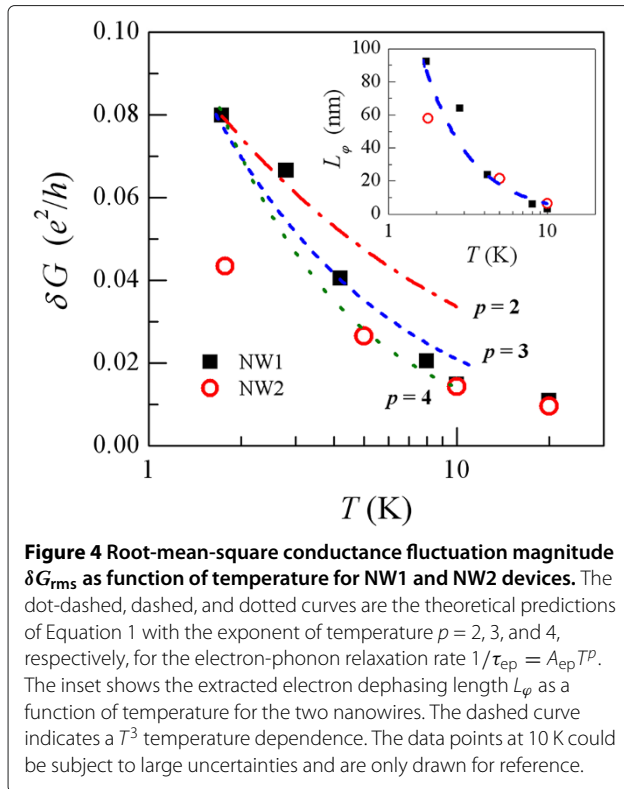 0.10
0.08
0.06
0.04
0.02
0.00
δG (e²/h)
1
10
T (K)
p = 2
p = 3
p = 4
NW1
NW2
100
80
60
40
20
0
L_φ (nm)
1
10
T (K)
Figure 4 Root-mean-square conductance fluctuation magnitude
δG_rms as function of temperature for NW1 and NW2 devices. The
dot-dashed, dashed, and dotted curves are the theoretical predictions
of Equation 1 with the exponent of temperature p = 2, 3, and 4,
respectively, for the electron-phonon relaxation rate 1/τ_ep = A_ep T^p.
The inset shows the extracted electron dephasing length L_φ as a
function of temperature for the two nanowires. The dashed curve
indicates a T³ temperature dependence. The data points at 10 K could
be subject to large uncertainties and are only drawn for reference.